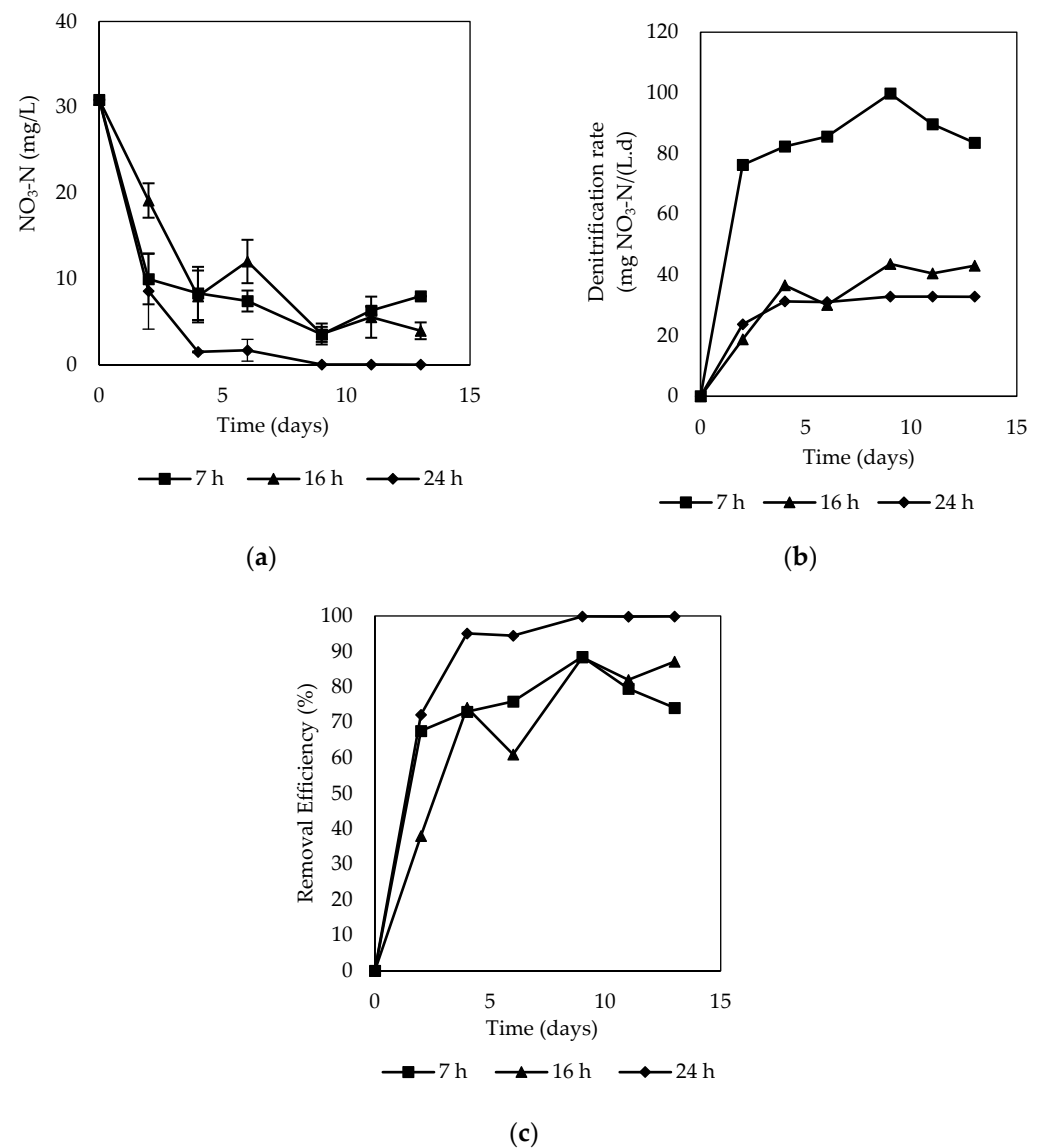 40
30
20
10
0
NO₃-N (mg/L)
0 5 10 15
Time (days)
7 h 16 h 24 h
(a)
120
100
80
60
40
20
0
Denitrification rate
(mg NO₃-N/(L.d)
0 5 10 15
Time (days)
7 h 16 h 24 h
(b)
100
90
80
70
60
50
40
30
20
10
0
Removal Efficiency (%)
0 5 10 15
Time (days)
7 h 16 h 24 h
(c)